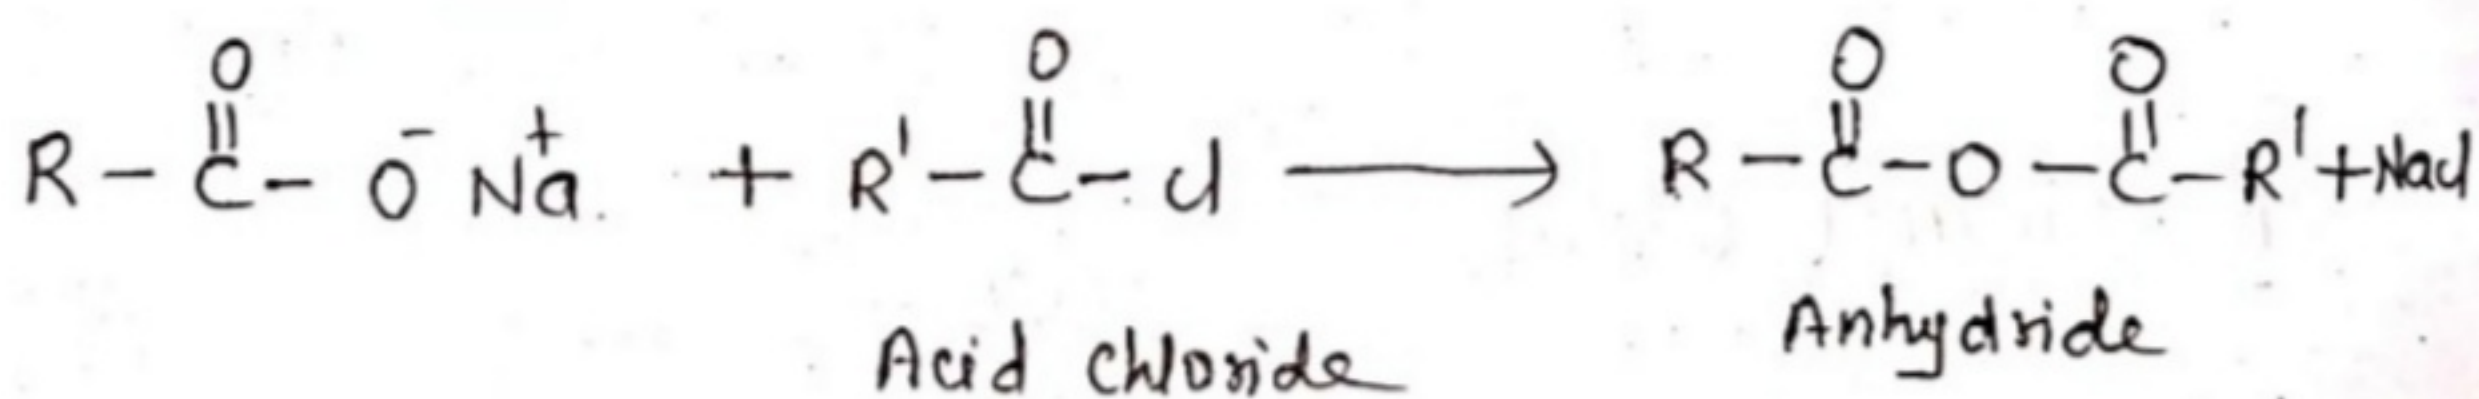 O O O O
R - C - O⁻ Na⁺ + R' - C - Cl ⟶ R - C - O - C - R' + NaCl
Acid chloride Anhydride